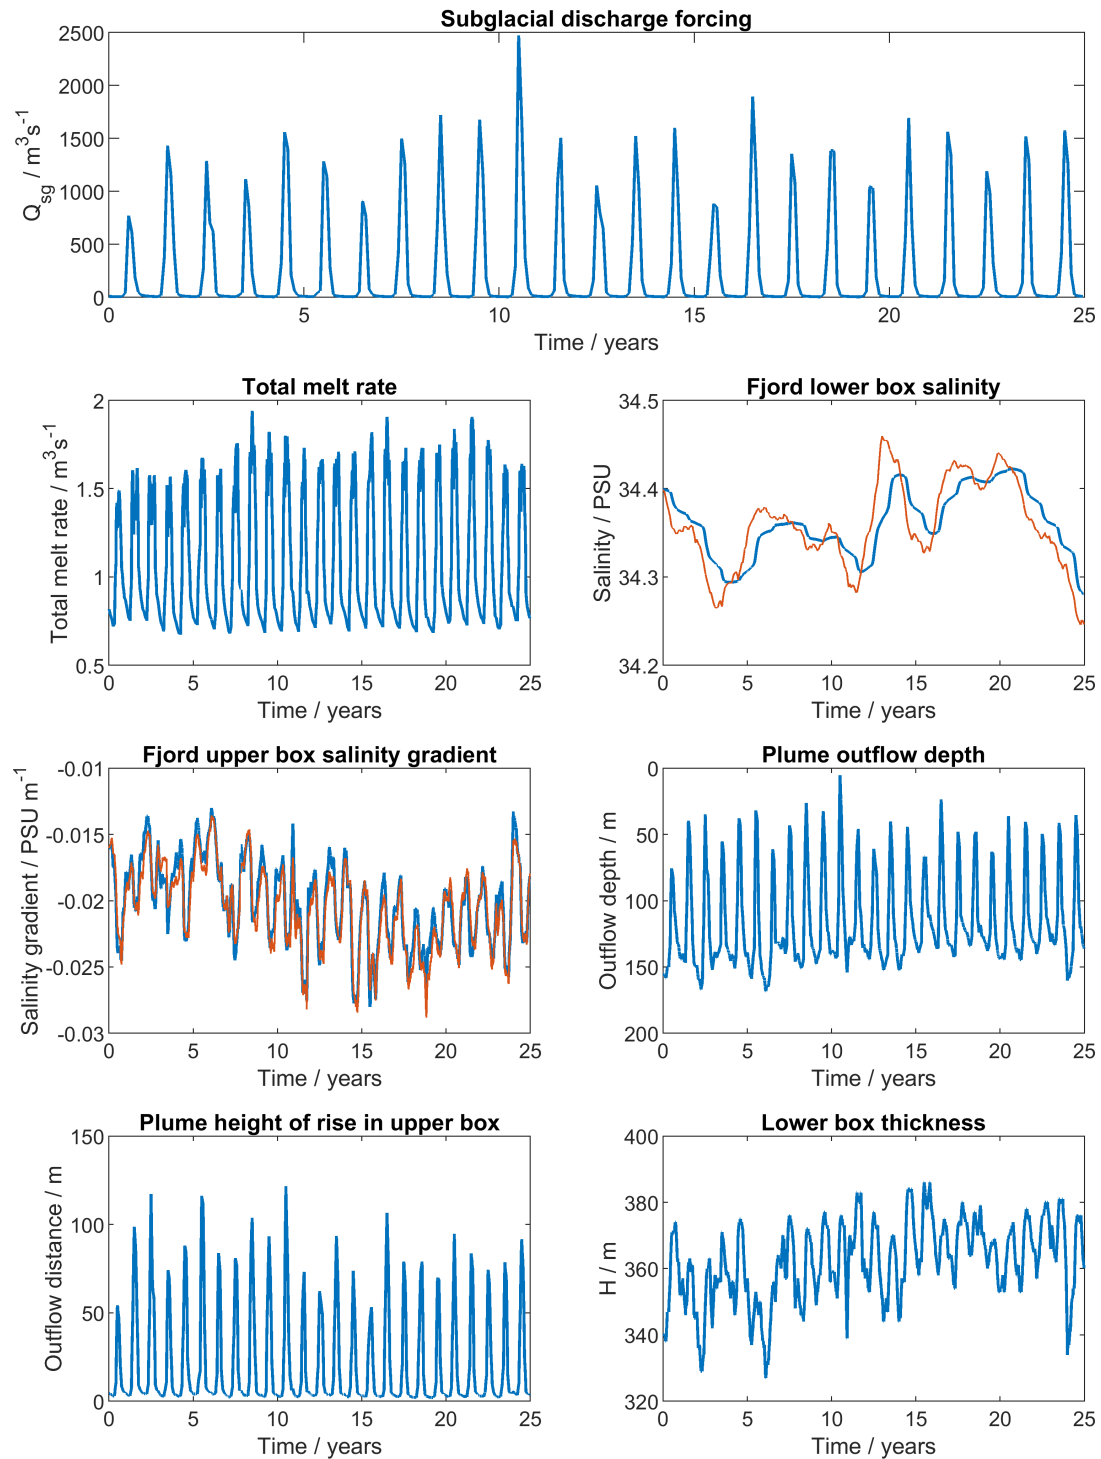 Subglacial discharge forcing
2500
2000
1500
1000
500
0
Q_sg / m^3s^-1
0 5 10 15 20 25
Time / years
Total melt rate
2
1.5
1
0.5
Total melt rate / m^3s^-1
0 5 10 15 20 25
Time / years
Fjord lower box salinity
34.5
34.4
34.3
34.2
Salinity / PSU
0 5 10 15 20 25
Time / years
Fjord upper box salinity gradient
-0.01
-0.015
-0.02
-0.025
-0.03
Salinity gradient / PSU m^-1
0 5 10 15 20 25
Time / years
Plume outflow depth
0
50
100
150
200
Outflow depth / m
0 5 10 15 20 25
Time / years
Plume height of rise in upper box
150
100
50
0
Outflow distance / m
0 5 10 15 20 25
Time / years
Lower box thickness
400
380
360
340
320
H / m
0 5 10 15 20 25
Time / years